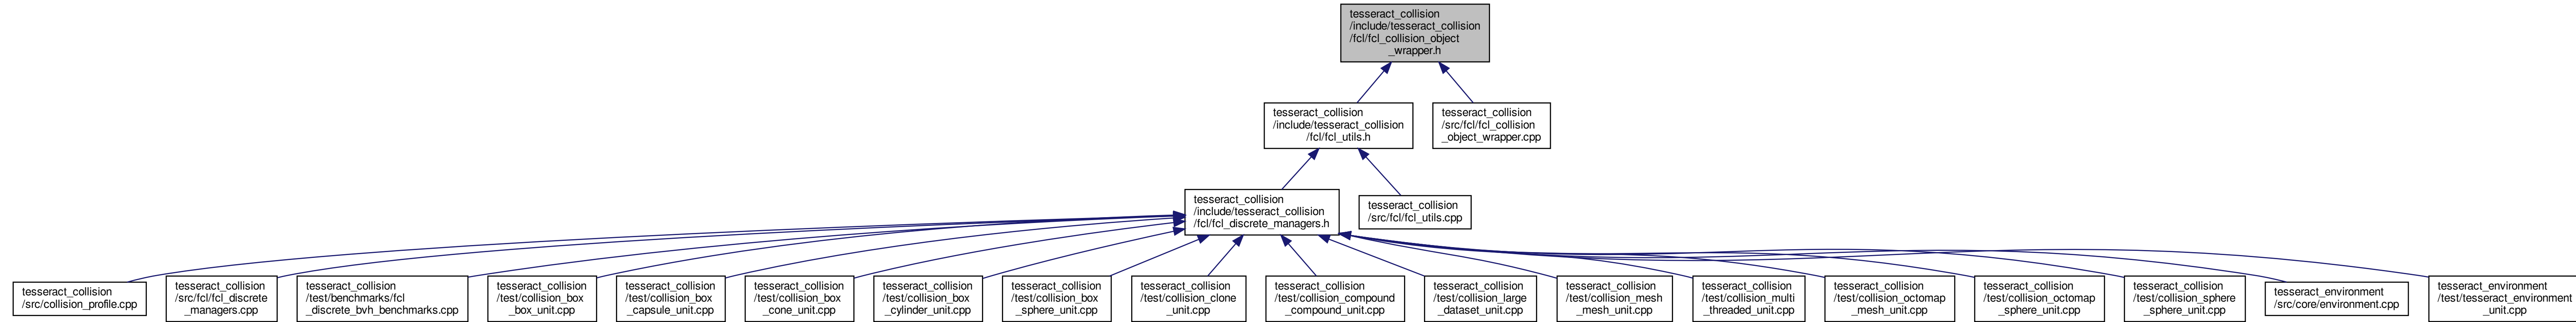 tesseract_collision
/include/tesseract_collision
/fcl/fcl_collision_object
_wrapper.h
tesseract_collision
/include/tesseract_collision
/fcl/fcl_utils.h
tesseract_collision
/src/fcl/fcl_collision
_object_wrapper.cpp
tesseract_collision
/include/tesseract_collision
/fcl/fcl_discrete_managers.h
tesseract_collision
/src/fcl/fcl_utils.cpp
tesseract_collision
/src/collision_profile.cpp
tesseract_collision
/src/fcl/fcl_discrete
_managers.cpp
tesseract_collision
/test/benchmarks/fcl
_discrete_bvh_benchmarks.cpp
tesseract_collision
/test/collision_box
_box_unit.cpp
tesseract_collision
/test/collision_box
_capsule_unit.cpp
tesseract_collision
/test/collision_box
_cone_unit.cpp
tesseract_collision
/test/collision_box
_cylinder_unit.cpp
tesseract_collision
/test/collision_box
_sphere_unit.cpp
tesseract_collision
/test/collision_clone
_unit.cpp
tesseract_collision
/test/collision_compound
_compound_unit.cpp
tesseract_collision
/test/collision_large
_dataset_unit.cpp
tesseract_collision
/test/collision_mesh
_mesh_unit.cpp
tesseract_collision
/test/collision_multi
_threaded_unit.cpp
tesseract_collision
/test/collision_octomap
_mesh_unit.cpp
tesseract_collision
/test/collision_octomap
_sphere_unit.cpp
tesseract_collision
/test/collision_sphere
_sphere_unit.cpp
tesseract_environment
/src/core/environment.cpp
tesseract_environment
/test/tesseract_environment
_unit.cpp